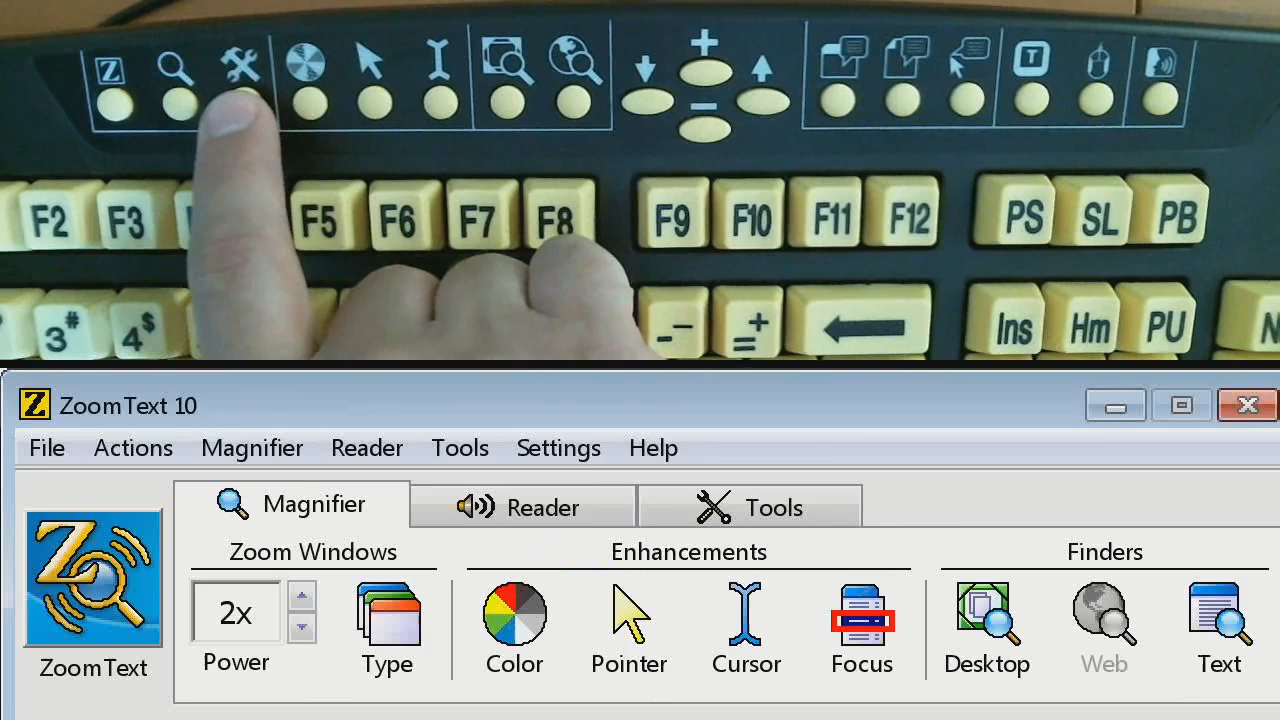 Z
T
F2 F3 F5 F6 F7 F8 F9 F10 F11 F12 PS SL PB
3# 4$ - _ + = Ins Hm PU
Z ZoomText 10
File Actions Magnifier Reader Tools Settings Help
Magnifier Reader Tools
Zoom Windows Enhancements Finders
2x
Power Type Color Pointer Cursor Focus Desktop Web Text
Z
ZoomText